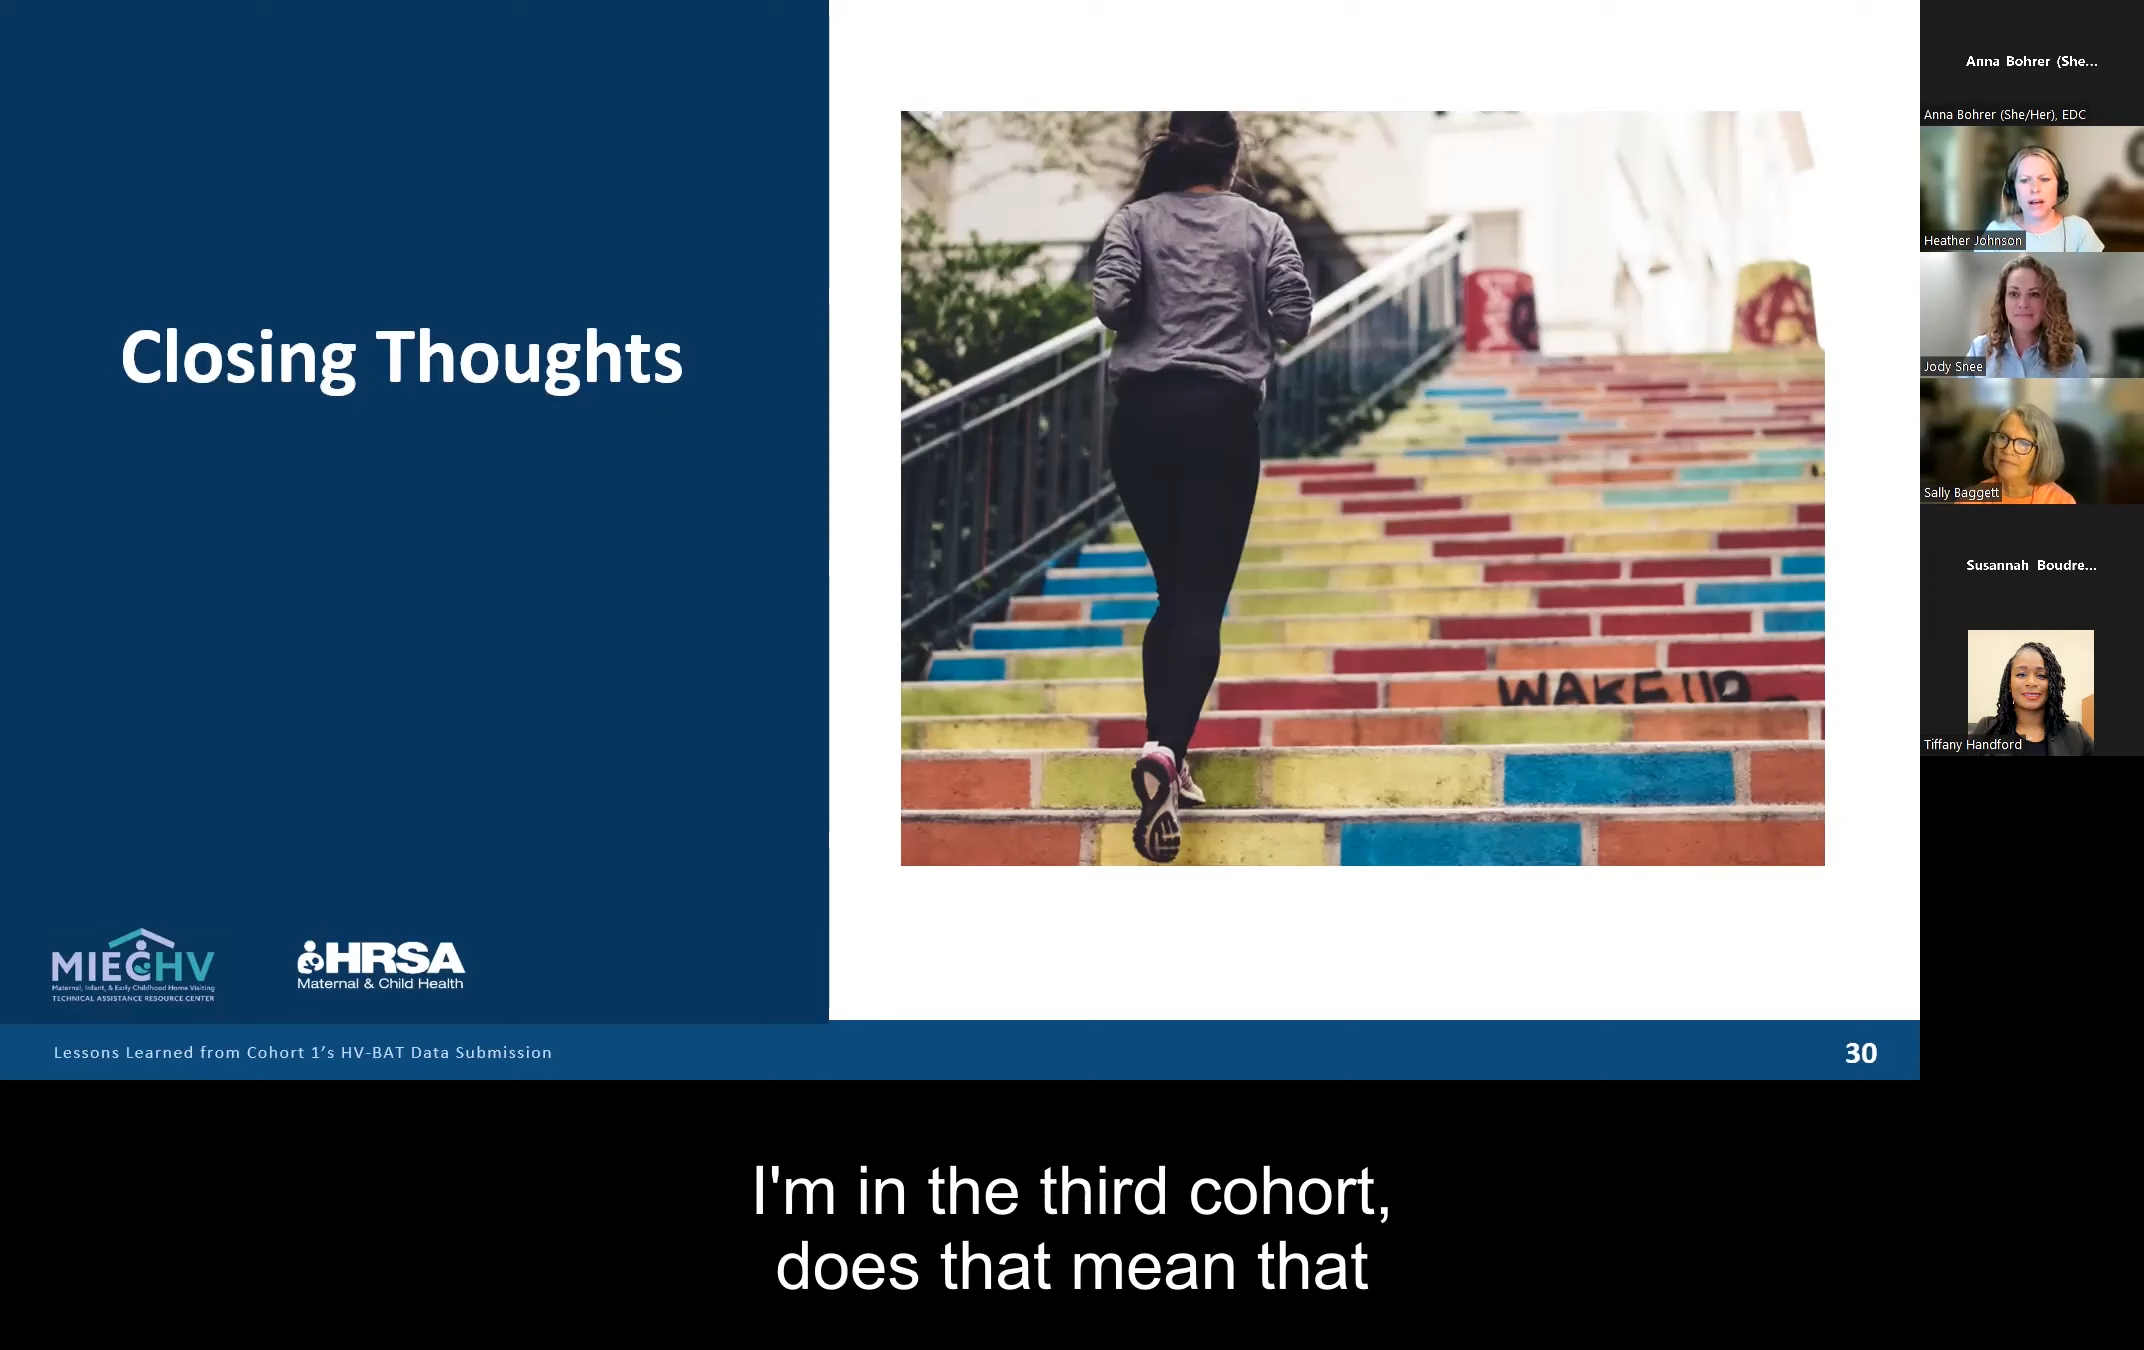 Closing Thoughts
WAKE UP
MIECHV
Maternal, Infant, & Early Childhood Home Visiting
TECHNICAL ASSISTANCE RESOURCE CENTER
HRSA
Maternal & Child Health
Lessons Learned from Cohort 1's HV-BAT Data Submission
30
Anna Bohrer (She...
Anna Bohrer (She/Her), EDC
Heather Johnson
Jody Snee
Sally Baggett
Susannah Boudre...
Tiffany Handford
I'm in the third cohort,
does that mean that